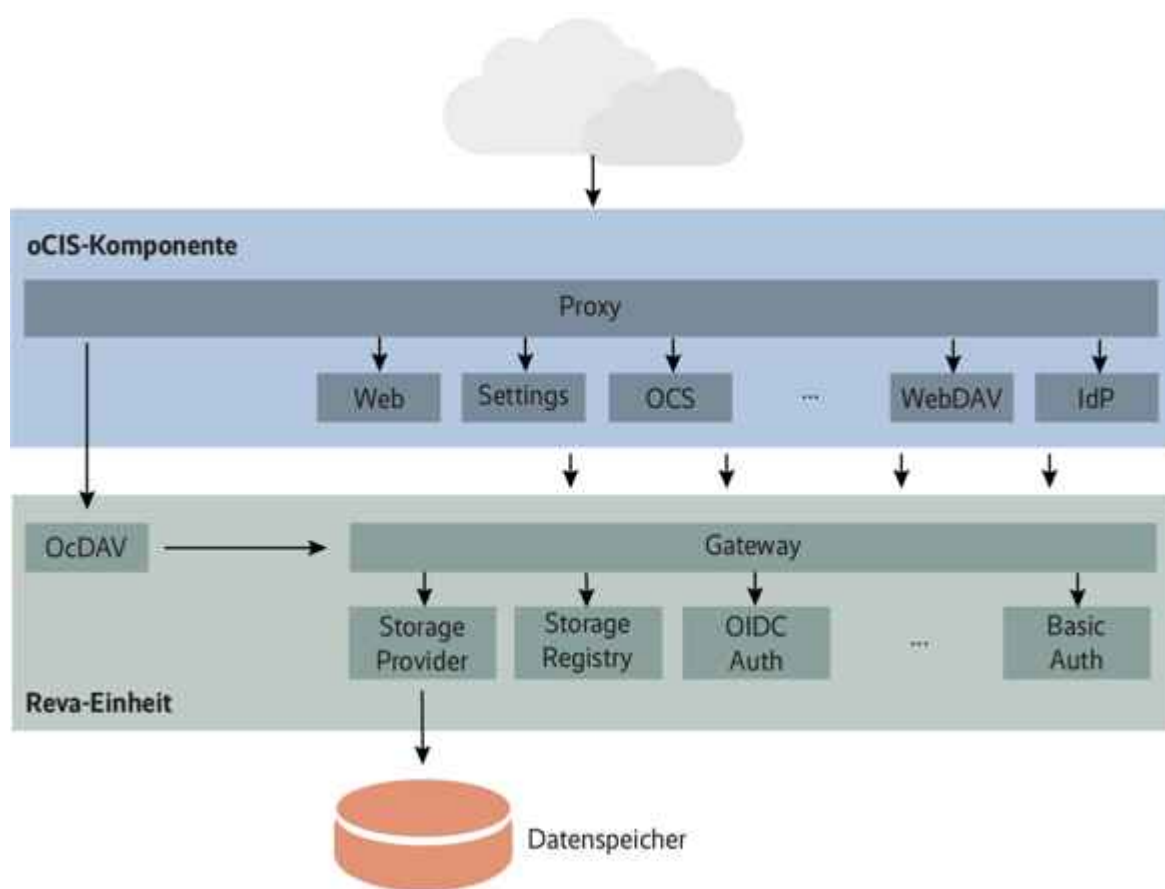 oCIS-Komponente
Proxy
Web
Settings
OCS
...
WebDAV
IdP
OcDAV
Gateway
Storage
Provider
Storage
Registry
OIDC
Auth
...
Basic
Auth
Reva-Einheit
Datenspeicher